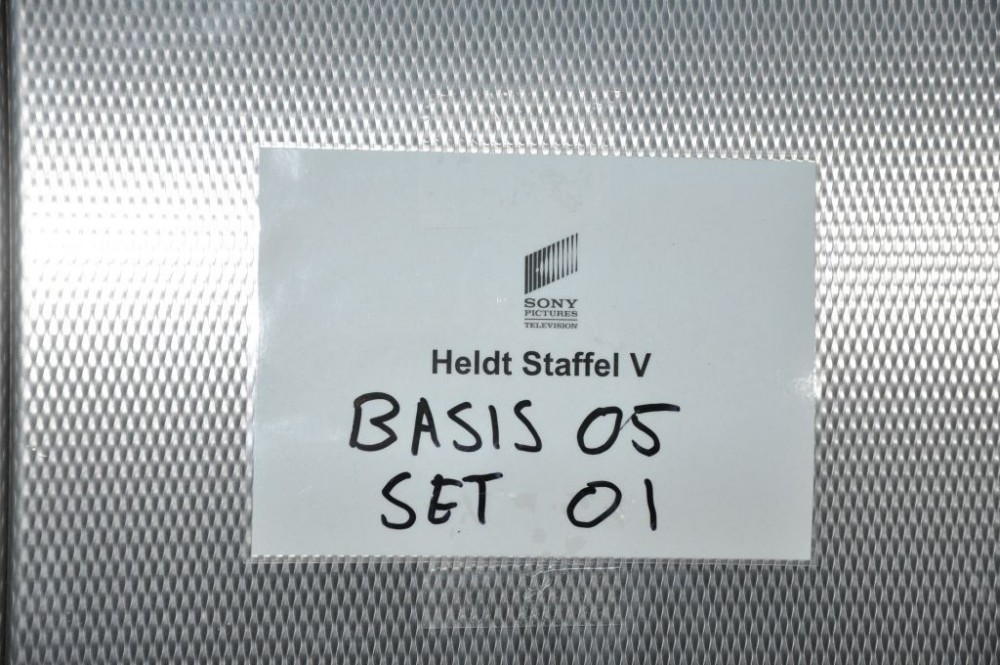 SONY
PICTURES
TELEVISION
Heldt Staffel V
BASIS 05
SET 01